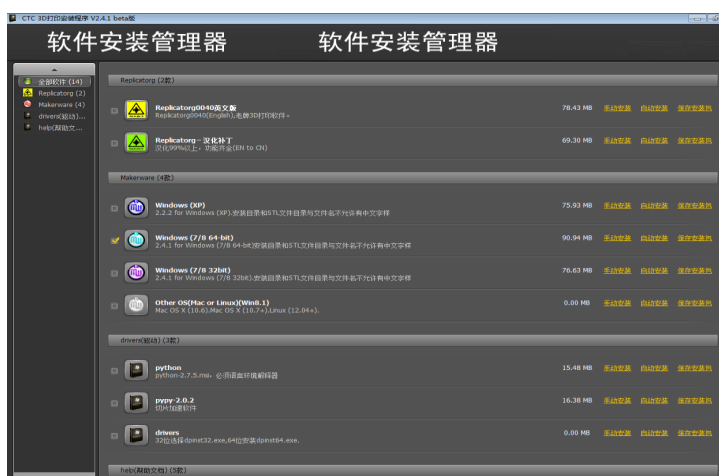 CTC 3D打印安装程序 V2.4.1 beta版
软件安装管理器 软件安装管理器
全部软件 (14)
Replicatorg (2)
Makerware (4)
drivers(驱动)...
help(帮助文...
Replicatorg (2款)
Replicatorg0040英文版
Replicatorg0040(English),老牌3D打印软件。
78.43 MB 手动安装 自动安装 保存安装包
Replicatorg－汉化补丁
汉化99%以上，功能齐全(EN to CN)
69.30 MB 手动安装 自动安装 保存安装包
Makerware (4款)
Windows (XP)
2.2.2 for Windows (XP).安装目录和STL文件目录与文件名不允许有中文字样
75.93 MB 手动安装 自动安装 保存安装包
Windows (7/8 64-bit)
2.4.1 for Windows (7/8 64-bit)安装目录和STL文件目录与文件名不允许有中文字样
90.94 MB 手动安装 自动安装 保存安装包
Windows (7/8 32bit)
2.4.1 for Windows (7/8 32bit).安装目录和STL文件目录与文件名不允许有中文字样
76.63 MB 手动安装 自动安装 保存安装包
Other OS(Mac or Linux)(Win8.1)
Mac OS X (10.6).Mac OS X (10.7+).Linux (12.04+).
0.00 MB 手动安装 自动安装 保存安装包
drivers(驱动) (3款)
python
python-2.7.5.msi，必须语言环境解释器
15.48 MB 手动安装 自动安装 保存安装包
pypy-2.0.2
切片加速软件
16.38 MB 手动安装 自动安装 保存安装包
drivers
32位选择dpinst32.exe,64位安装dpinst64.exe.
0.00 MB 手动安装 自动安装 保存安装包
help(帮助文档) (5款)